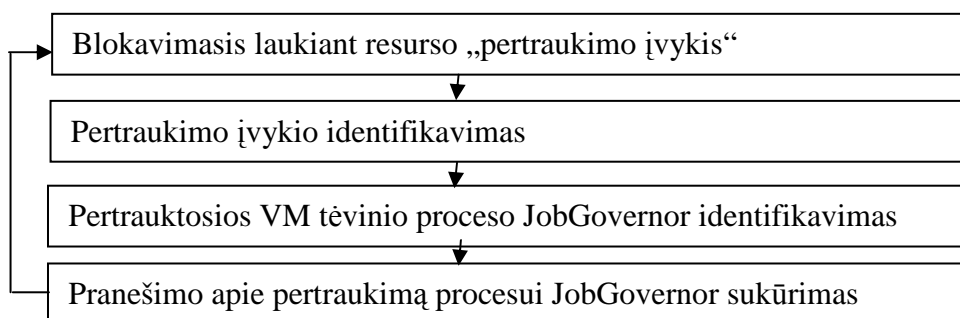 Blokavimasis laukiant resurso „pertraukimo įvykis“
Pertraukimo įvykio identifikavimas
Pertrauktosios VM tėvinio proceso JobGovernor identifikavimas
Pranešimo apie pertraukimą procesui JobGovernor sukūrimas